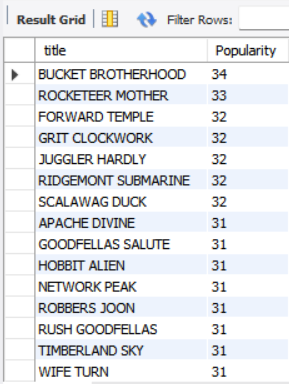 Result Grid Filter Rows:
title Popularity
BUCKET BROTHERHOOD 34
ROCKETEER MOTHER 33
FORWARD TEMPLE 32
GRIT CLOCKWORK 32
JUGGLER HARDLY 32
RIDGEMONT SUBMARINE 32
SCALAWAG DUCK 32
APACHE DIVINE 31
GOODFELLAS SALUTE 31
HOBBIT ALIEN 31
NETWORK PEAK 31
ROBBERS JOON 31
RUSH GOODFELLAS 31
TIMBERLAND SKY 31
WIFE TURN 31